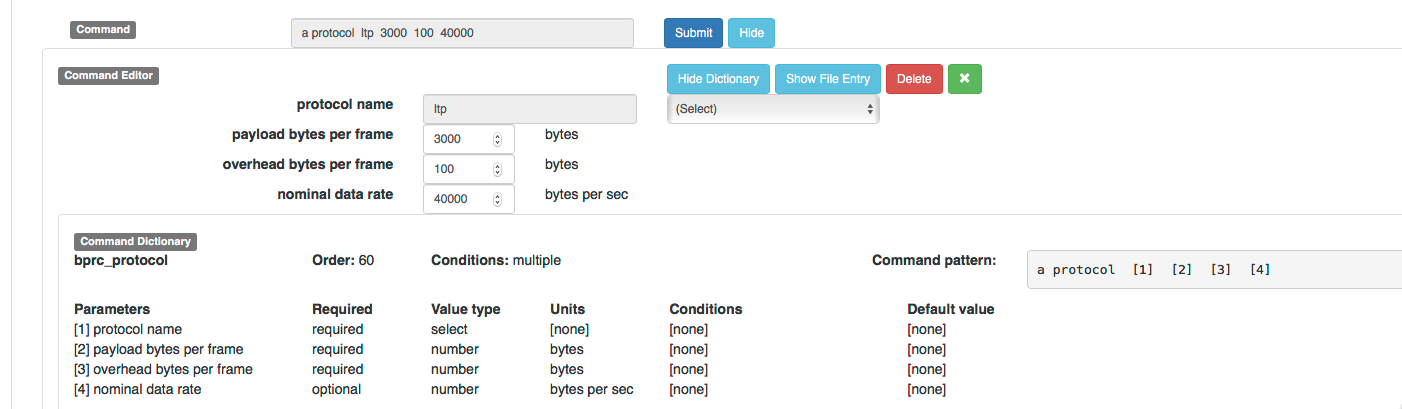 Command a protocol ltp 3000 100 40000 Submit Hide
Command Editor Hide Dictionary Show File Entry Delete ✖
protocol name ltp (Select)
payload bytes per frame 3000 bytes
overhead bytes per frame 100 bytes
nominal data rate 40000 bytes per sec
Command Dictionary
bprc_protocol Order: 60 Conditions: multiple Command pattern: a protocol [1] [2] [3] [4]
Parameters Required Value type Units Conditions Default value
[1] protocol name required select [none] [none] [none]
[2] payload bytes per frame required number bytes [none] [none]
[3] overhead bytes per frame required number bytes [none] [none]
[4] nominal data rate optional number bytes per sec [none] [none]